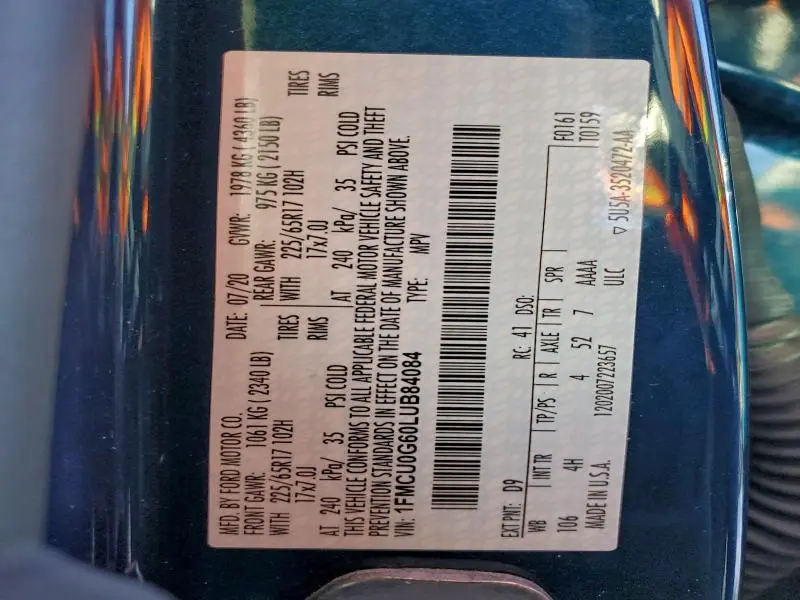 MFD. BY FORD MOTOR CO. DATE: 07/20 GVWR: 1978 KG ( 4360 LB)
FRONT GAWR: 1061 KG ( 2340 LB) REAR GAWR: 975 KG ( 2150 LB)
WITH 225/65R17 102H TIRES WITH 225/65R17 102H TIRES
17x7.0J RIMS 17x7.0J RIMS
AT 240 kPa/ 35 PSI COLD AT 240 kPa/ 35 PSI COLD
THIS VEHICLE CONFORMS TO ALL APPLICABLE FEDERAL MOTOR VEHICLE SAFETY AND THEFT
PREVENTION STANDARDS IN EFFECT ON THE DATE OF MANUFACTURE SHOWN ABOVE.
VIN: 1FMCU0G60LUB84084 TYPE: MPV
EXT PNT: D9 RC: 41 DSO: F0161
WB INT TR TP/PS R AXLE TR SPR T0159
106 4H 4 52 7 AAAA
MADE IN U.S.A. 1202007223657 ULC
▽ 5U5A-3520472-AA